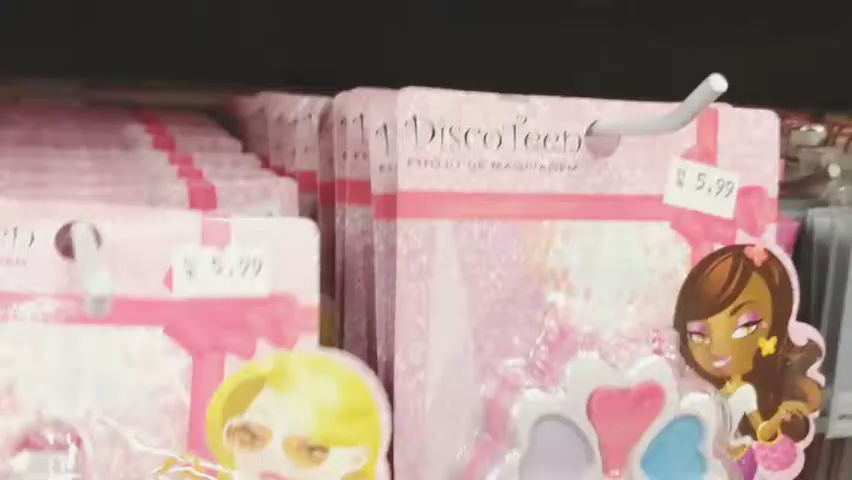 DiscoTeen
ESTOJO DE MAQUIAGEM
R$ 5.99
R$ 5.99